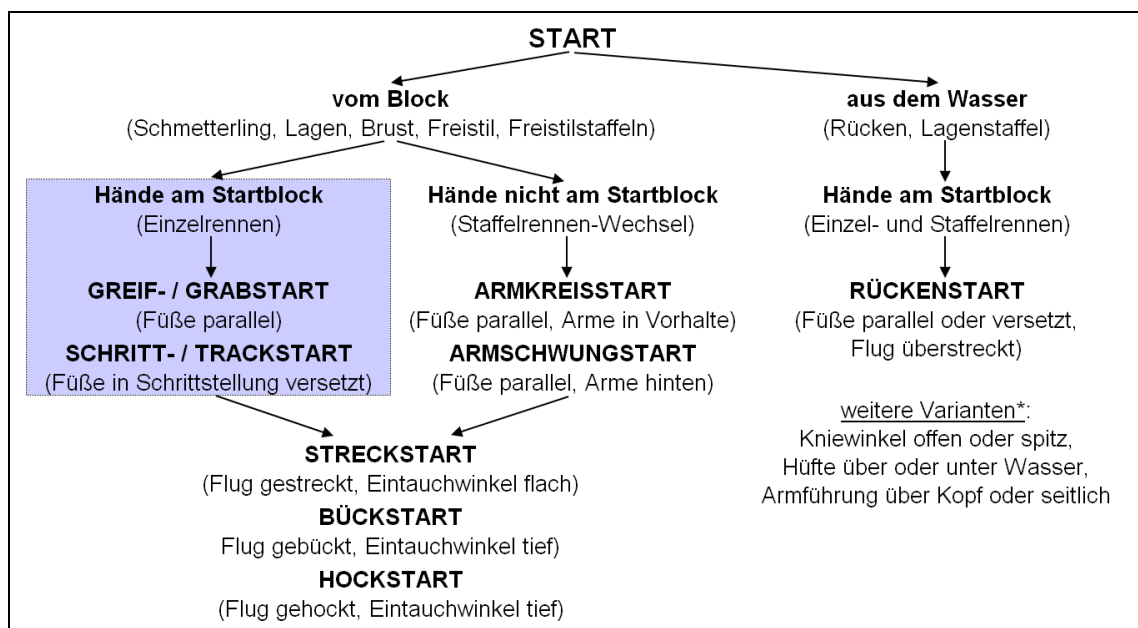 START
vom Block
(Schmetterling, Lagen, Brust, Freistil, Freistilstaffeln)
aus dem Wasser
(Rücken, Lagenstaffel)
Hände am Startblock
(Einzelrennen)
GREIF- / GRABSTART
(Füße parallel)
SCHRITT- / TRACKSTART
(Füße in Schrittstellung versetzt)
Hände nicht am Startblock
(Staffelrennen-Wechsel)
ARMKREISSTART
(Füße parallel, Arme in Vorhalte)
ARMSCHWUNGSTART
(Füße parallel, Arme hinten)
Hände am Startblock
(Einzel- und Staffelrennen)
RÜCKENSTART
(Füße parallel oder versetzt,
Flug überstreckt)
weitere Varianten*:
Kniewinkel offen oder spitz,
Hüfte über oder unter Wasser,
Armführung über Kopf oder seitlich
STRECKSTART
(Flug gestreckt, Eintauchwinkel flach)
BÜCKSTART
Flug gebückt, Eintauchwinkel tief)
HOCKSTART
(Flug gehockt, Eintauchwinkel tief)